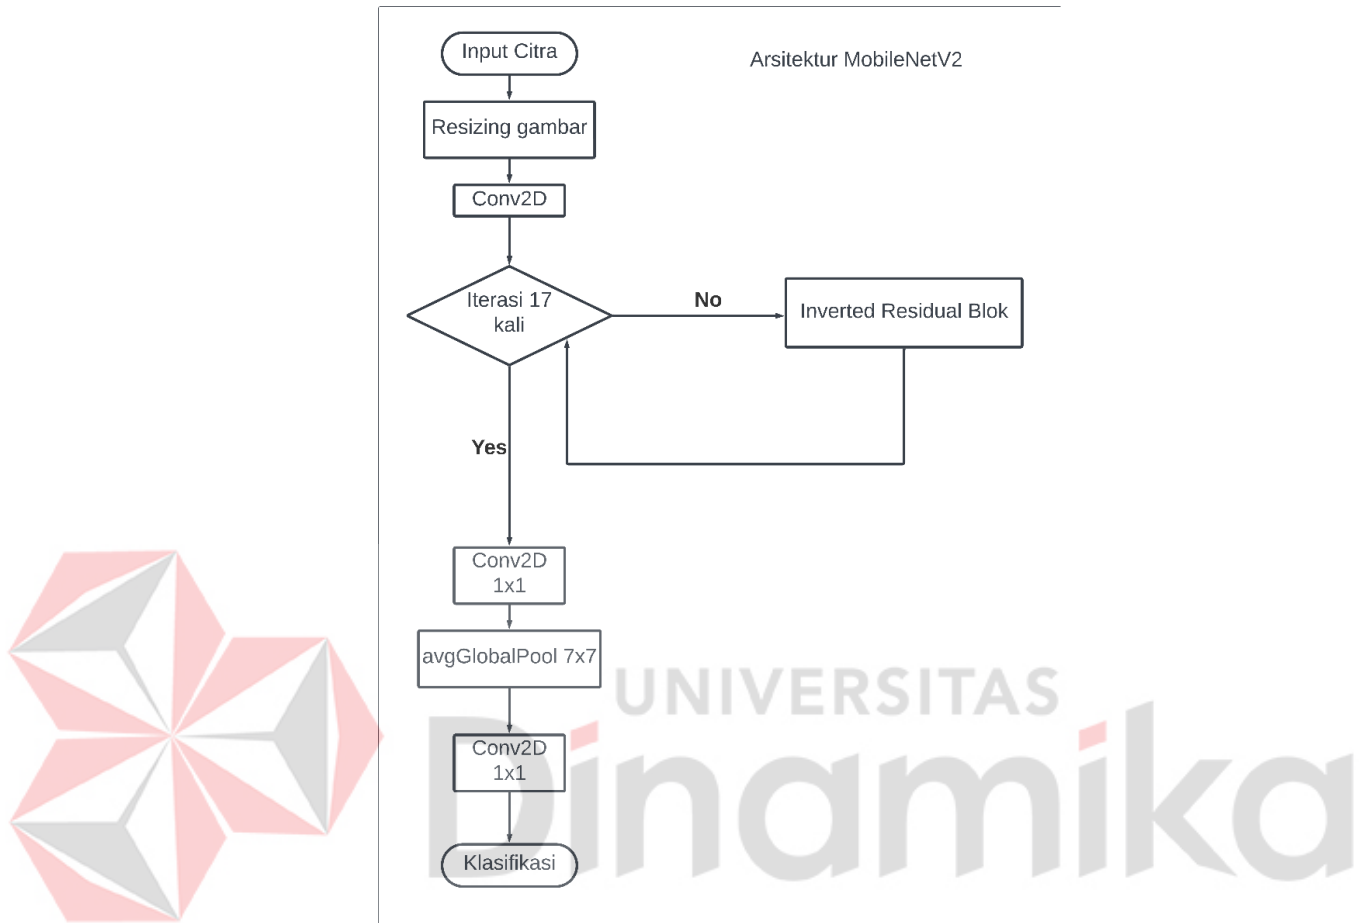 Input Citra
Arsitektur MobileNetV2
Resizing gambar
Conv2D
Iterasi 17
kali
No
Inverted Residual Blok
Yes
Conv2D
1x1
avgGlobalPool 7x7
UNIVERSITAS
Dinamika
Conv2D
1x1
Klasifikasi